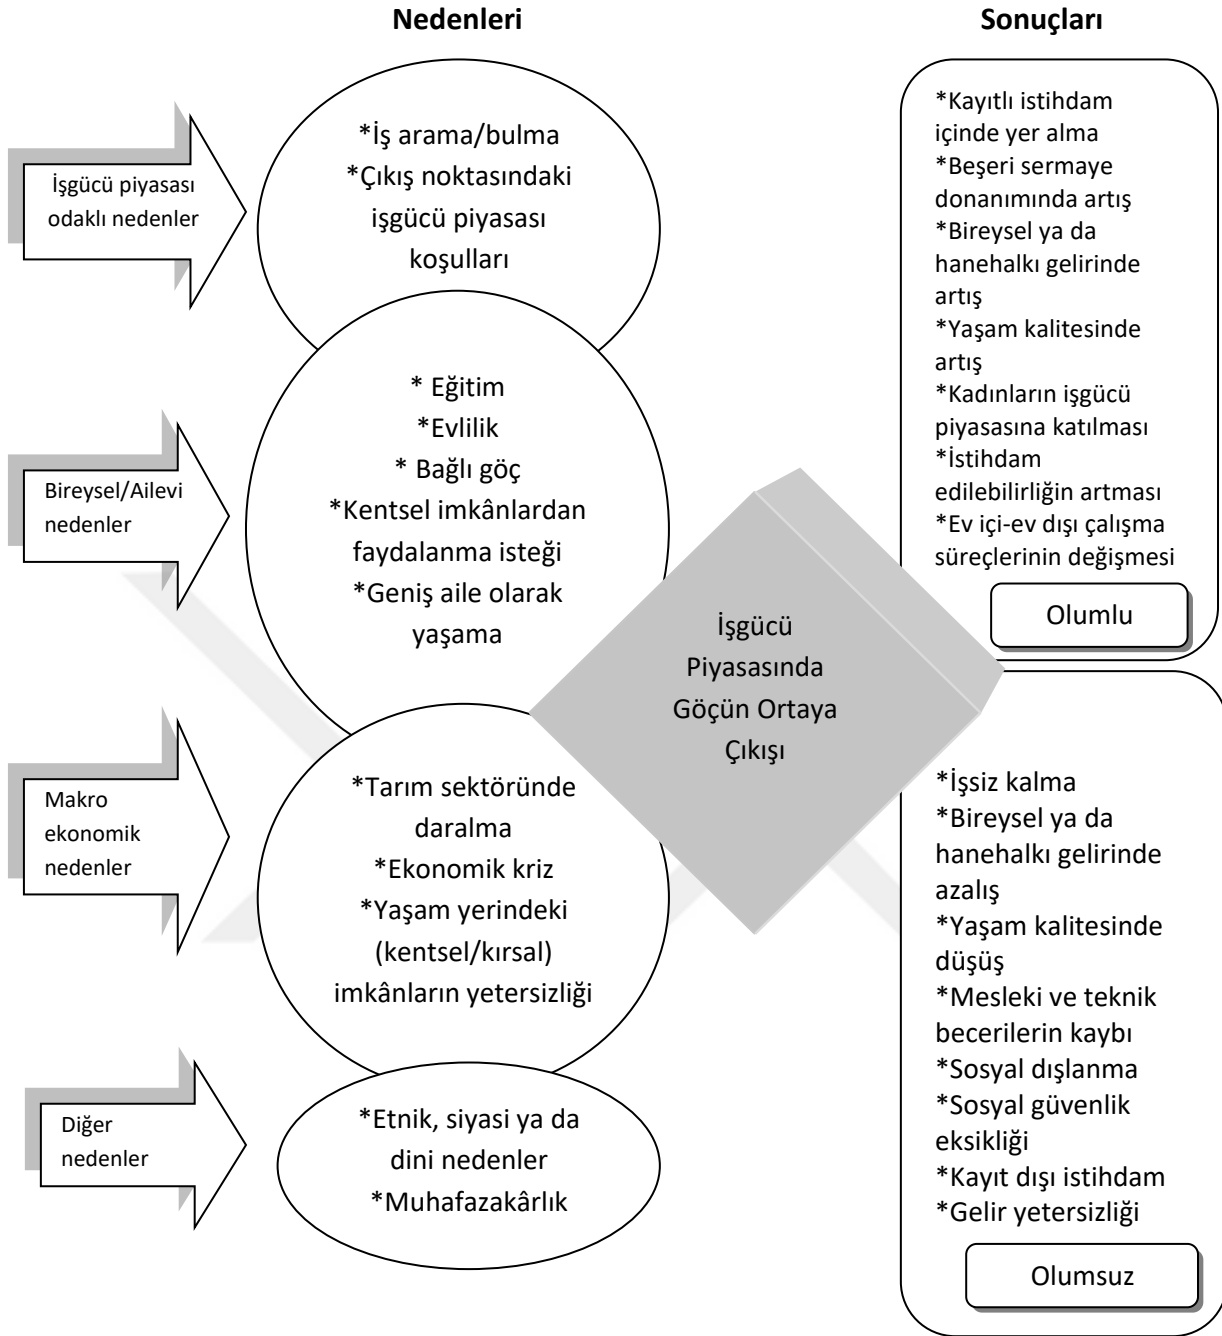 Nedenleri
Sonuçları
İşgücü piyasası
odaklı nedenler
*İş arama/bulma
*Çıkış noktasındaki
işgücü piyasası
koşulları
Bireysel/Ailevi
nedenler
* Eğitim
*Evlilik
* Bağlı göç
*Kentsel imkânlardan
faydalanma isteği
*Geniş aile olarak
yaşama
Makro
ekonomik
nedenler
*Tarım sektöründe
daralma
*Ekonomik kriz
*Yaşam yerindeki
(kentsel/kırsal)
imkânların yetersizliği
Diğer
nedenler
*Etnik, siyasi ya da
dini nedenler
*Muhafazakârlık
İşgücü
Piyasasında
Göçün Ortaya
Çıkışı
*Kayıtlı istihdam
içinde yer alma
*Beşeri sermaye
donanımında artış
*Bireysel ya da
hanehalkı gelirinde
artış
*Yaşam kalitesinde
artış
*Kadınların işgücü
piyasasına katılması
*İstihdam
edilebilirliğin artması
*Ev içi-ev dışı çalışma
süreçlerinin değişmesi
Olumlu
*İşsiz kalma
*Bireysel ya da
hanehalkı gelirinde
azalış
*Yaşam kalitesinde
düşüş
*Mesleki ve teknik
becerilerin kaybı
*Sosyal dışlanma
*Sosyal güvenlik
eksikliği
*Kayıt dışı istihdam
*Gelir yetersizliği
Olumsuz